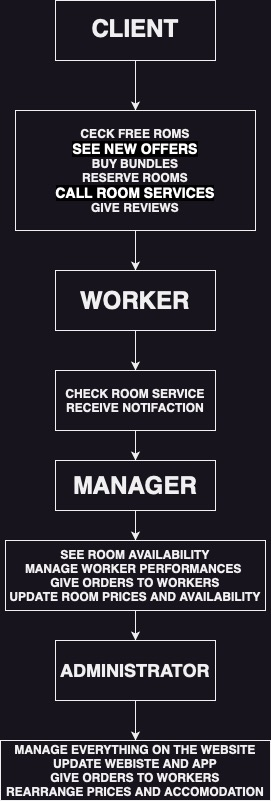 CLIENT
CECK FREE ROMS
SEE NEW OFFERS
BUY BUNDLES
RESERVE ROOMS
CALL ROOM SERVICES
GIVE REVIEWS
WORKER
CHECK ROOM SERVICE
RECEIVE NOTIFACTION
MANAGER
SEE ROOM AVAILABILITY
MANAGE WORKER PERFORMANCES
GIVE ORDERS TO WORKERS
UPDATE ROOM PRICES AND AVAILABILITY
ADMINISTRATOR
MANAGE EVERYTHING ON THE WEBSITE
UPDATE WEBISTE AND APP
GIVE ORDERS TO WORKERS
REARRANGE PRICES AND ACCOMODATION